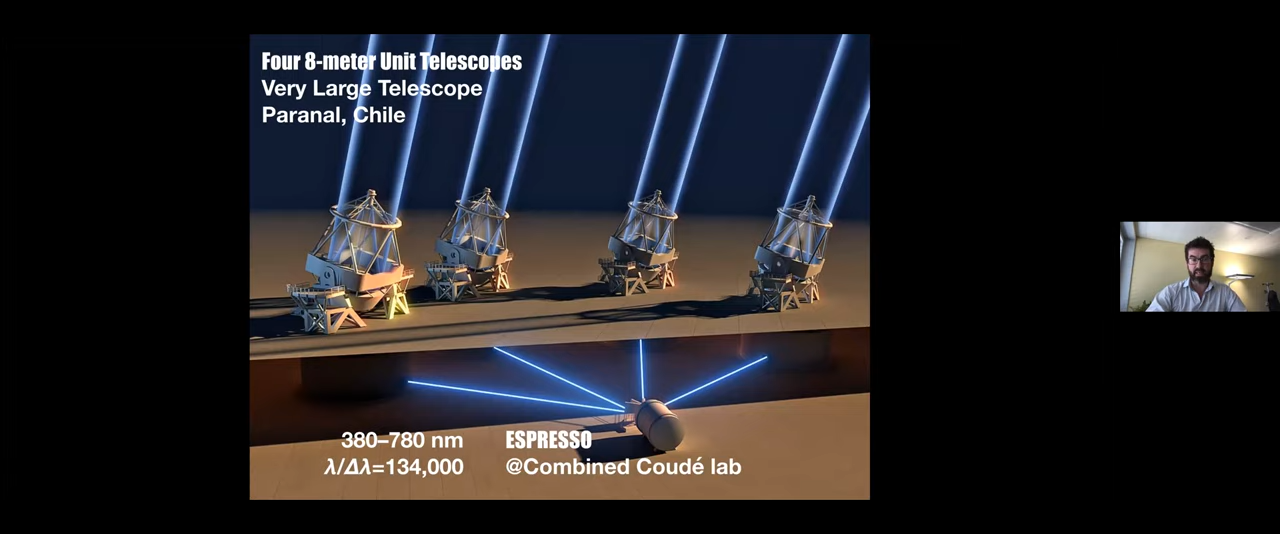 Four 8-meter Unit Telescopes
Very Large Telescope
Paranal, Chile
380–780 nm
λ/Δλ=134,000
ESPRESSO
@Combined Coudé lab